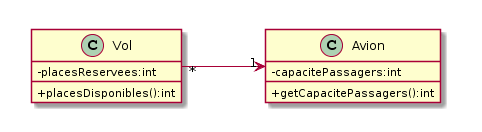 C Vol
-placesReservees:int
+placesDisponibles():int
* 1
C Avion
-capacitePassagers:int
+getCapacitePassagers():int